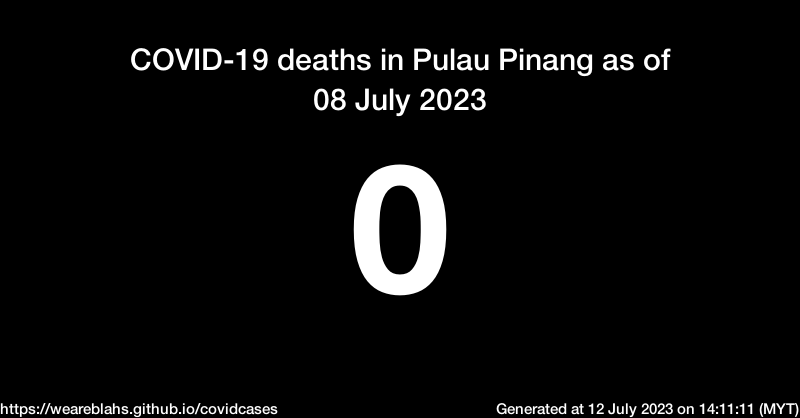 COVID-19 deaths in Pulau Pinang as of
08 July 2023
0
https://weareblahs.github.io/covidcases
Generated at 12 July 2023 on 14:11:11 (MYT)